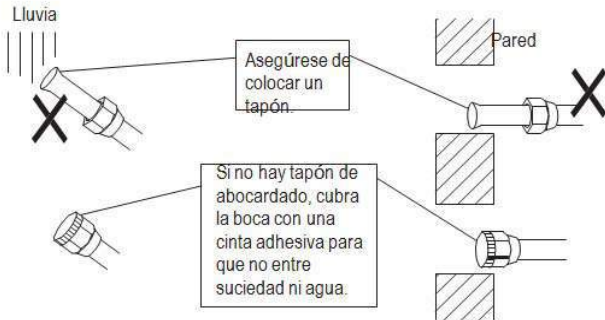 Lluvia
Asegúrese de
colocar un
tapón.
Pared
Si no hay tapón de
abocardado, cubra
la boca con una
cinta adhesiva para
que no entre
suciedad ni agua.